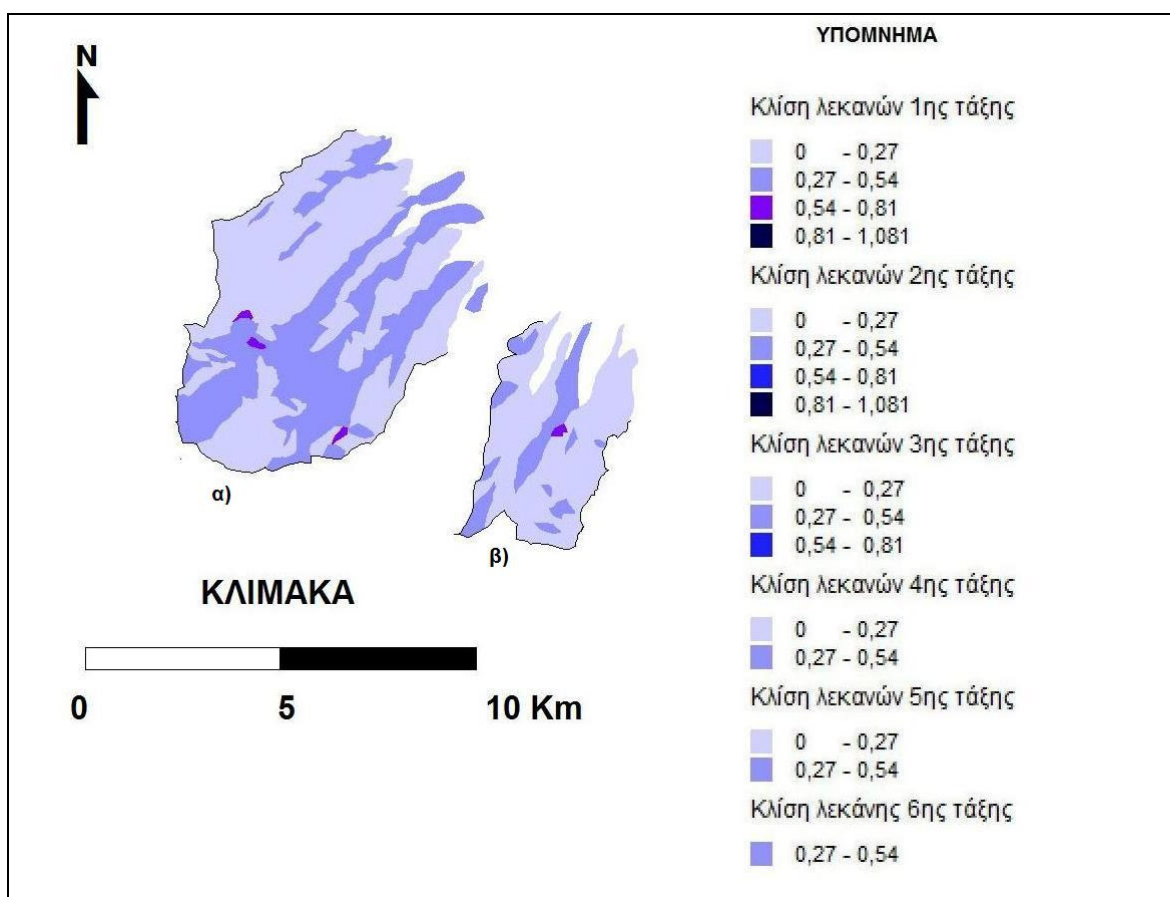 N
α)
β)
ΚΛΙΜΑΚΑ
0 5 10 Km
ΥΠΟΜΝΗΜΑ
Κλίση λεκανών 1ης τάξης
0 - 0,27
0,27 - 0,54
0,54 - 0,81
0,81 - 1,081
Κλίση λεκανών 2ης τάξης
0 - 0,27
0,27 - 0,54
0,54 - 0,81
0,81 - 1,081
Κλίση λεκανών 3ης τάξης
0 - 0,27
0,27 - 0,54
0,54 - 0,81
Κλίση λεκανών 4ης τάξης
0 - 0,27
0,27 - 0,54
Κλίση λεκανών 5ης τάξης
0 - 0,27
0,27 - 0,54
Κλίση λεκάνης 6ης τάξης
0,27 - 0,54